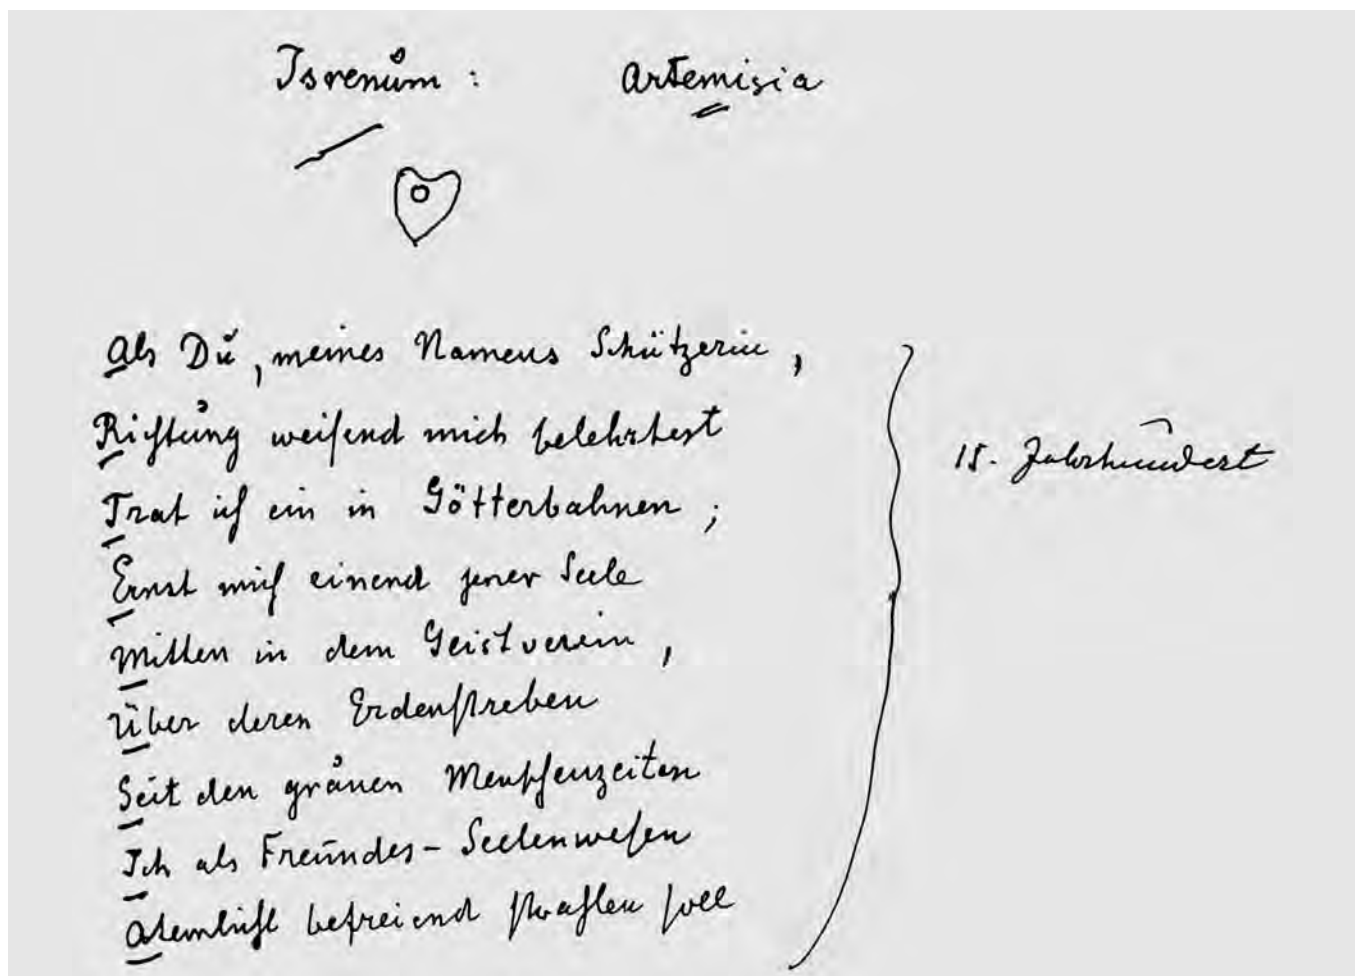 Isrenum: Artemisia
Als Du, meines Namens Schützerin,
Richtung weisend mich belehrtest
Trat ich ein in Götterbahnen;
Ernst mich einend jener Seele
15. Jahrhundert
Mitten in dem Geistverein,
Über deren Erdenstreben
Seit den grauen Menschenzeiten
Ich als Freundes-Seelenwesen
befreiend strahlen soll